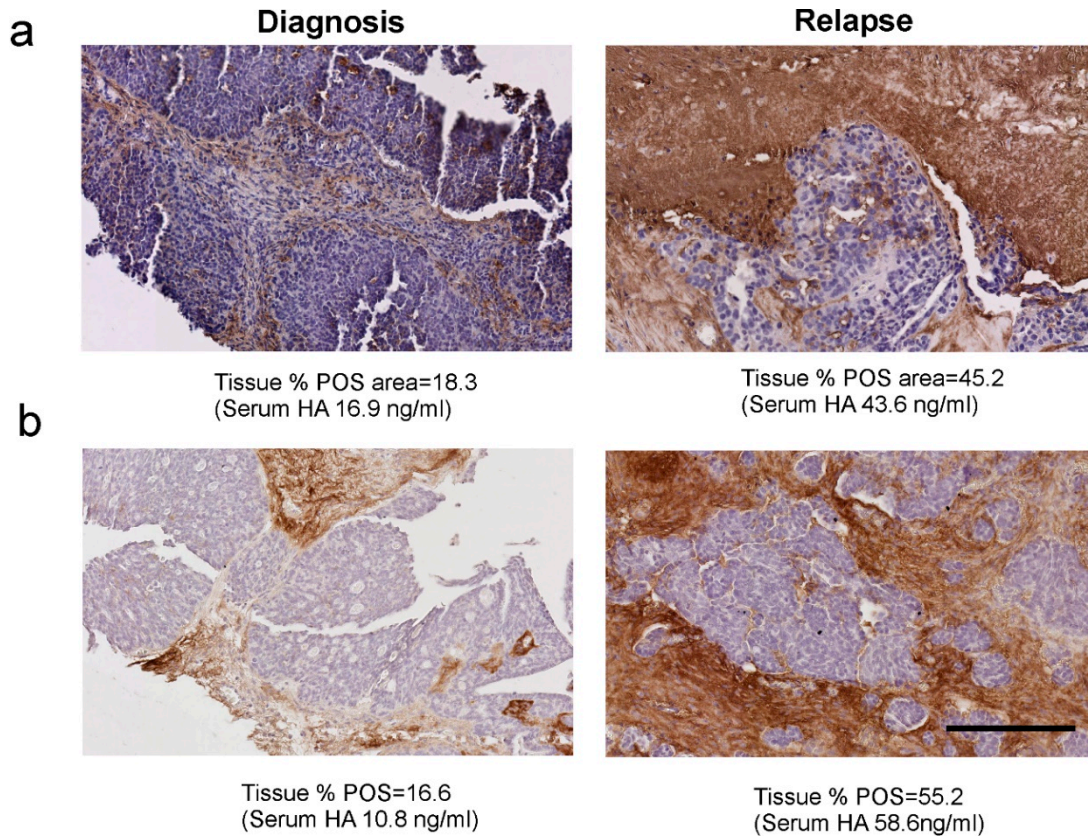 a
Diagnosis
Relapse
Tissue % POS area=18.3
(Serum HA 16.9 ng/ml)
Tissue % POS area=45.2
(Serum HA 43.6 ng/ml)
b
Tissue % POS=16.6
(Serum HA 10.8 ng/ml)
Tissue % POS=55.2
(Serum HA 58.6ng/ml)